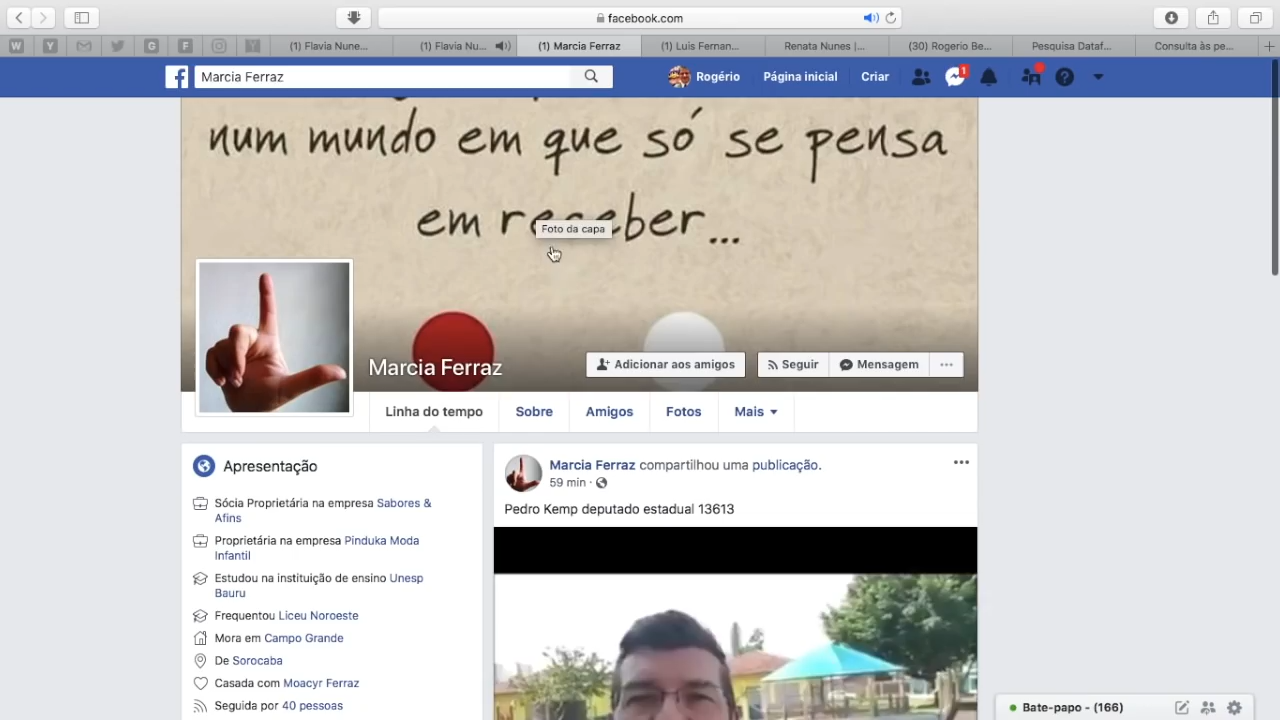 facebook.com
W
Y
G
F
Y
(1) Flavia Nune...
(1) Flavia Nu...
(1) Marcia Ferraz
(1) Luis Fernan...
Renata Nunes |...
(30) Rogerio Be...
Pesquisa Dataf...
Consulta às pe...
Marcia Ferraz
Rogério
Página inicial
Criar
1
num mundo em que só se pensa
em receber...
Foto da capa
Marcia Ferraz
Adicionar aos amigos
Seguir
Mensagem
Linha do tempo
Sobre
Amigos
Fotos
Mais
Apresentação
Sócia Proprietária na empresa Sabores &
Afins
Proprietária na empresa Pinduka Moda
Infantil
Estudou na instituição de ensino Unesp
Bauru
Frequentou Liceu Noroeste
Mora em Campo Grande
De Sorocaba
Casada com Moacyr Ferraz
Seguida por 40 pessoas
Marcia Ferraz compartilhou uma publicação.
59 min ·
Pedro Kemp deputado estadual 13613
Bate-papo - (166)